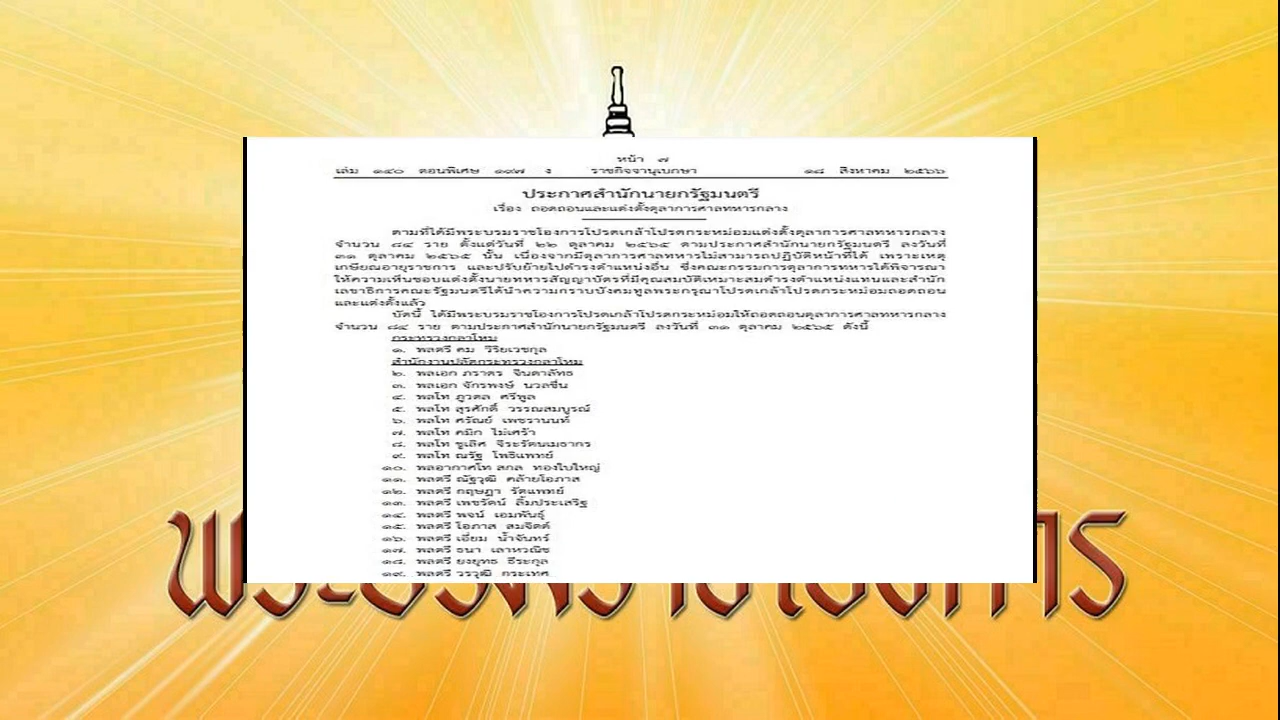 หน้า ๗
เล่ม ๑๔๐ ตอนพิเศษ ๑๙๗ ง ราชกิจจานุเบกษา ๑๘ สิงหาคม ๒๕๖๖
ประกาศสำนักนายกรัฐมนตรี
เรื่อง ถอดถอนและแต่งตั้งตุลาการศาลทหารกลาง
ตามที่ได้มีพระบรมราชโองการโปรดเกล้าโปรดกระหม่อมแต่งตั้งตุลาการศาลทหารกลาง
จำนวน ๘๔ ราย ตั้งแต่วันที่ ๒๒ ตุลาคม ๒๕๖๕ ตามประกาศสำนักนายกรัฐมนตรี ลงวันที่
๓๑ ตุลาคม ๒๕๖๕ นั้น เนื่องจากมีตุลาการศาลทหารไม่สามารถปฏิบัติหน้าที่ได้ เพราะเหตุ
เกษียณอายุราชการ และปรับย้ายไปดำรงตำแหน่งอื่น ซึ่งคณะกรรมการตุลาการทหารได้พิจารณา
ให้ความเห็นชอบแต่งตั้งนายทหารสัญญาบัตรที่มีคุณสมบัติเหมาะสมดำรงตำแหน่งแทนและสำนัก
เลขาธิการคณะรัฐมนตรีได้นำความกราบบังคมทูลพระกรุณาโปรดเกล้าโปรดกระหม่อมถอดถอน
และแต่งตั้งแล้ว
บัดนี้ ได้มีพระบรมราชโองการโปรดเกล้าโปรดกระหม่อมให้ถอดถอนตุลาการศาลทหารกลาง
จำนวน ๘๔ ราย ตามประกาศสำนักนายกรัฐมนตรี ลงวันที่ ๓๑ ตุลาคม ๒๕๖๕ ดังนี้
กระทรวงกลาโหม
๑. พลตรี คม วิริยเวชกุล
สำนักงานปลัดกระทรวงกลาโหม
๒. พลเอก ภราดร จินดาลัทธ
๓. พลเอก จักรพงษ์ นวลชื่น
๔. พลโท ภูวดล ศรีพูล
๕. พลโท สุรศักดิ์ วรรณสมบูรณ์
๖. พลโท ศรัณย์ เพชรานนท์
๗. พลโท คมิก ไม่เศร้า
๘. พลโท ชูเลิศ จิระรัตนเมธากร
๙. พลโท ณรัฐ โพธิแพทย์
๑๐. พลอากาศโท สกล ทองใบใหญ่
๑๑. พลตรี ณัฐวุฒิ คล้ายโอภาส
๑๒. พลตรี กฤษฎา รัตแพทย์
๑๓. พลตรี เพชรัตน์ ลิ้มประเสริฐ
๑๔. พลตรี พจน์ เอมพันธุ์
๑๕. พลตรี โอภาส สมจิตต์
๑๖. พลตรี เอี่ยม น้ำจันทร์
๑๗. พลตรี ธนา เลาหวณิช
๑๘. พลตรี ยงยุทธ ธีระกุล
๑๙. พลตรี วรวุฒิ กระเทศ
พระบรมราชโองการ